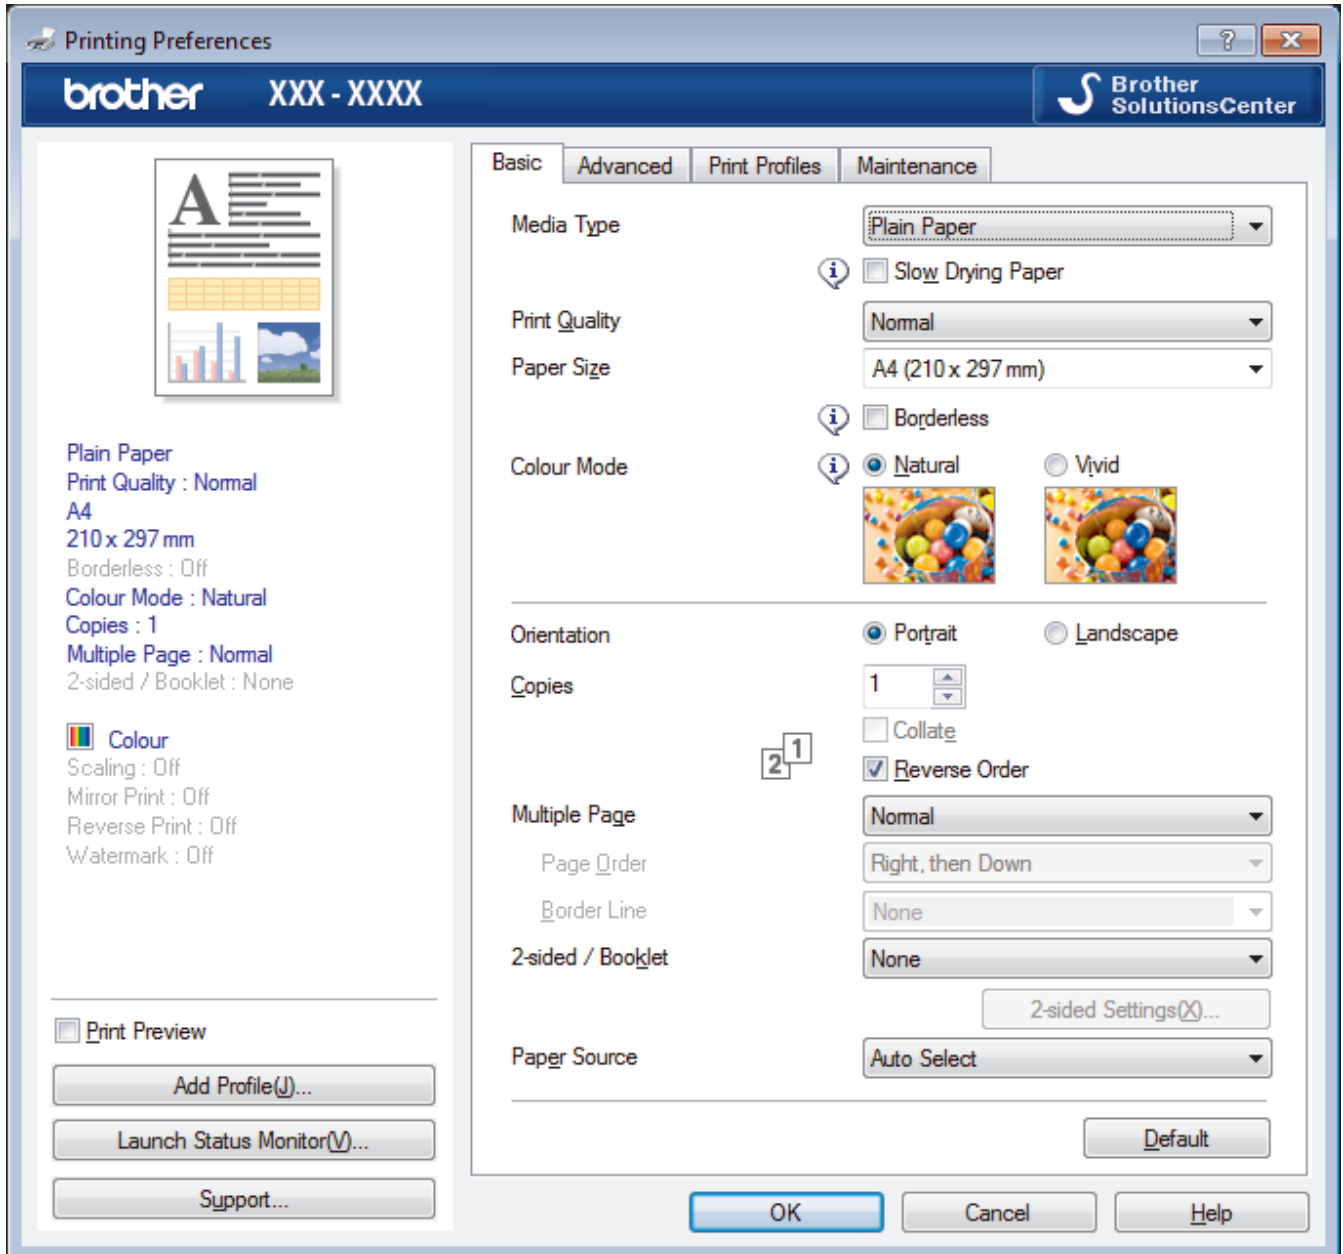 Printing Preferences
?
brother XXX - XXXX
Brother
SolutionsCenter
A
Plain Paper
Print Quality : Normal
A4
210 x 297 mm
Borderless : Off
Colour Mode : Natural
Copies : 1
Multiple Page : Normal
2-sided / Booklet : None
Colour
Scaling : Off
Mirror Print : Off
Reverse Print : Off
Watermark : Off
Print Preview
Add Profile(J)...
Launch Status Monitor(V)...
Support...
Basic Advanced Print Profiles Maintenance
Media Type Plain Paper
i Slow Drying Paper
Print Quality Normal
Paper Size A4 (210 x 297 mm)
i Borderless
Colour Mode i Natural Vivid
Orientation Portrait Landscape
Copies 1
Collate
2 1 Reverse Order
Multiple Page Normal
Page Order Right, then Down
Border Line None
2-sided / Booklet None
2-sided Settings(X)...
Paper Source Auto Select
Default
OK Cancel Help